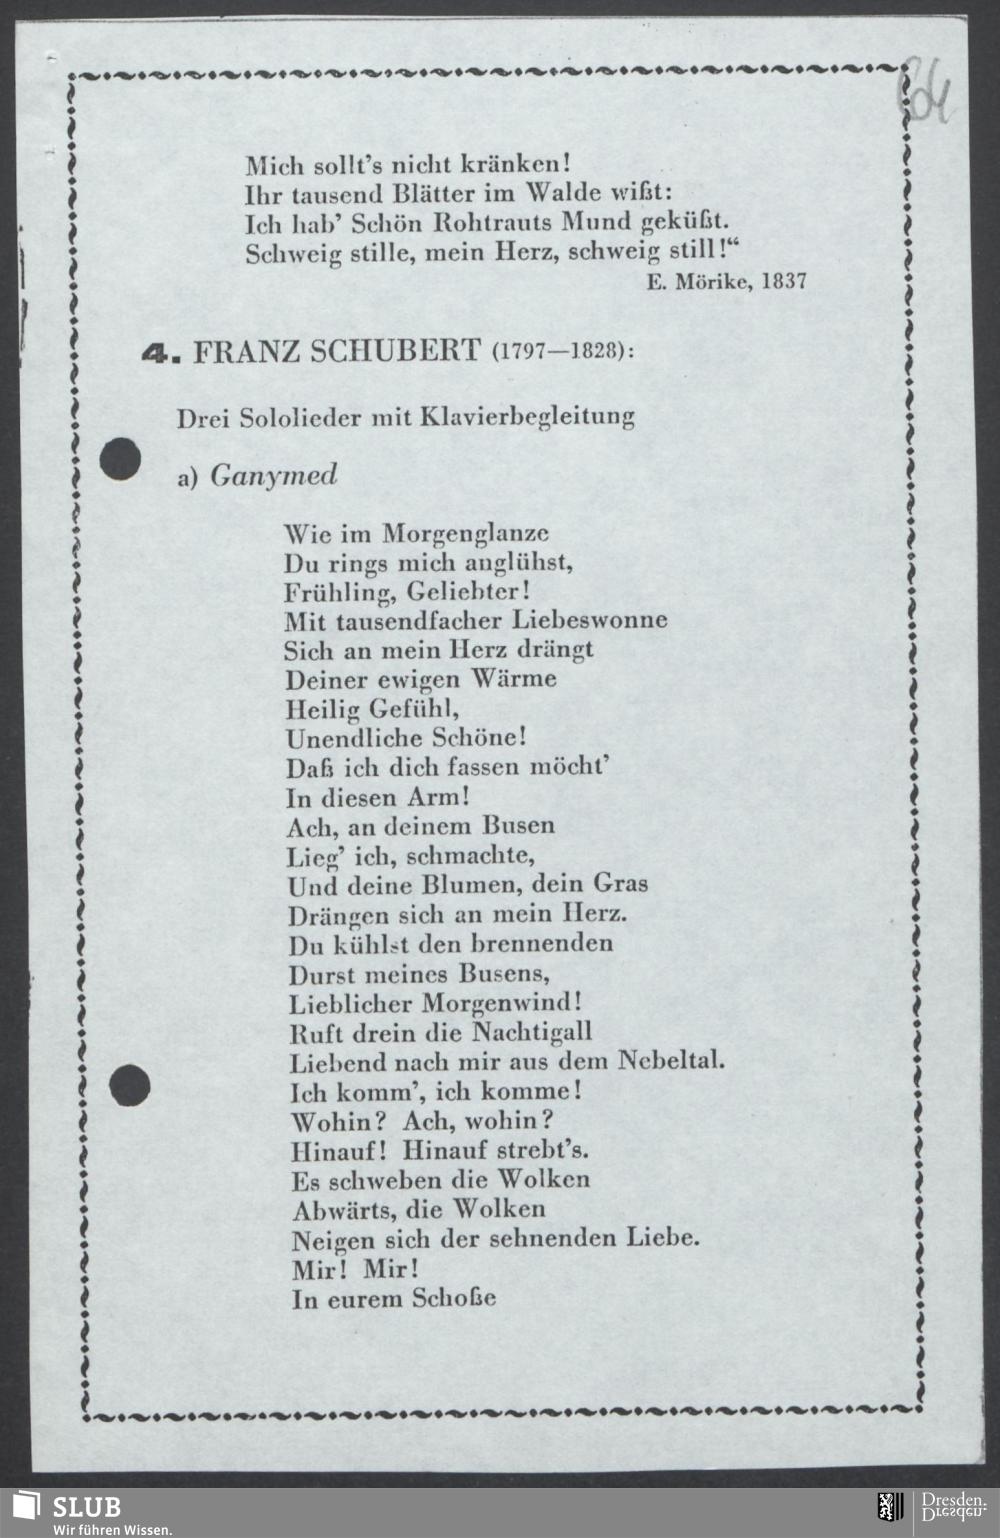 64
Mich sollt's nicht kränken!
Ihr tausend Blätter im Walde wißt:
Ich hab' Schön Rohtrauts Mund geküßt.
Schweig stille, mein Herz, schweig still!“
E. Mörike, 1837
4. FRANZ SCHUBERT (1797—1828):
Drei Sololieder mit Klavierbegleitung
a) Ganymed
Wie im Morgenglanze
Du rings mich anglühst,
Frühling, Geliebter!
Mit tausendfacher Liebeswonne
Sich an mein Herz drängt
Deiner ewigen Wärme
Heilig Gefühl,
Unendliche Schöne!
Daß ich dich fassen möcht'
In diesen Arm!
Ach, an deinem Busen
Lieg' ich, schmachte,
Und deine Blumen, dein Gras
Drängen sich an mein Herz.
Du kühlst den brennenden
Durst meines Busens,
Lieblicher Morgenwind!
Ruft drein die Nachtigall
Liebend nach mir aus dem Nebeltal.
Ich komm', ich komme!
Wohin? Ach, wohin?
Hinauf! Hinauf strebt's.
Es schweben die Wolken
Abwärts, die Wolken
Neigen sich der sehnenden Liebe.
Mir! Mir!
In eurem Schoße
SLUB
Wir führen Wissen.
Dresden.
Dresden.